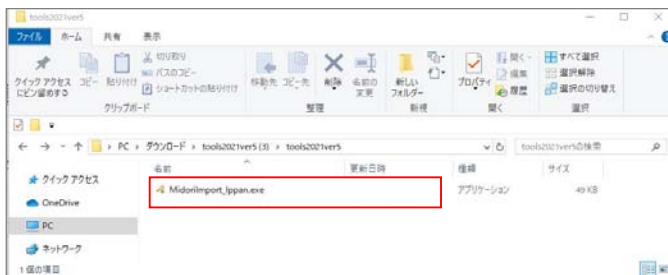 tools2021ver5
ファイル ホーム 共有 表示
クイック アクセス
にピン留めする
コピー
貼り付け
切り取り
パスのコピー
ショートカットの貼り付け
移動先
コピー先
削除
名前の
変更
新しい
フォルダー
プロパティ
開く
編集
履歴
すべて選択
選択解除
選択の切り替え
クリップボード 整理 新規 開く 選択
PC › ダウンロード › tools2021ver5 (3) › tools2021ver5
tools2021ver5の検索
名前 更新日時 種類 サイズ
クイック アクセス
MidoriImport_Ippan.exe アプリケーション 49 KB
OneDrive
PC
ネットワーク
1 個の項目